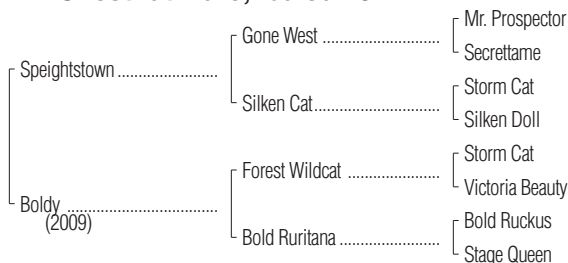 Mr. Prospector
Gone West
Secrettame
Speightstown
Storm Cat
Silken Cat
Silken Doll
Storm Cat
Forest Wildcat
Victoria Beauty
Boldy
(2009)
Bold Ruckus
Bold Ruritana
Stage Queen